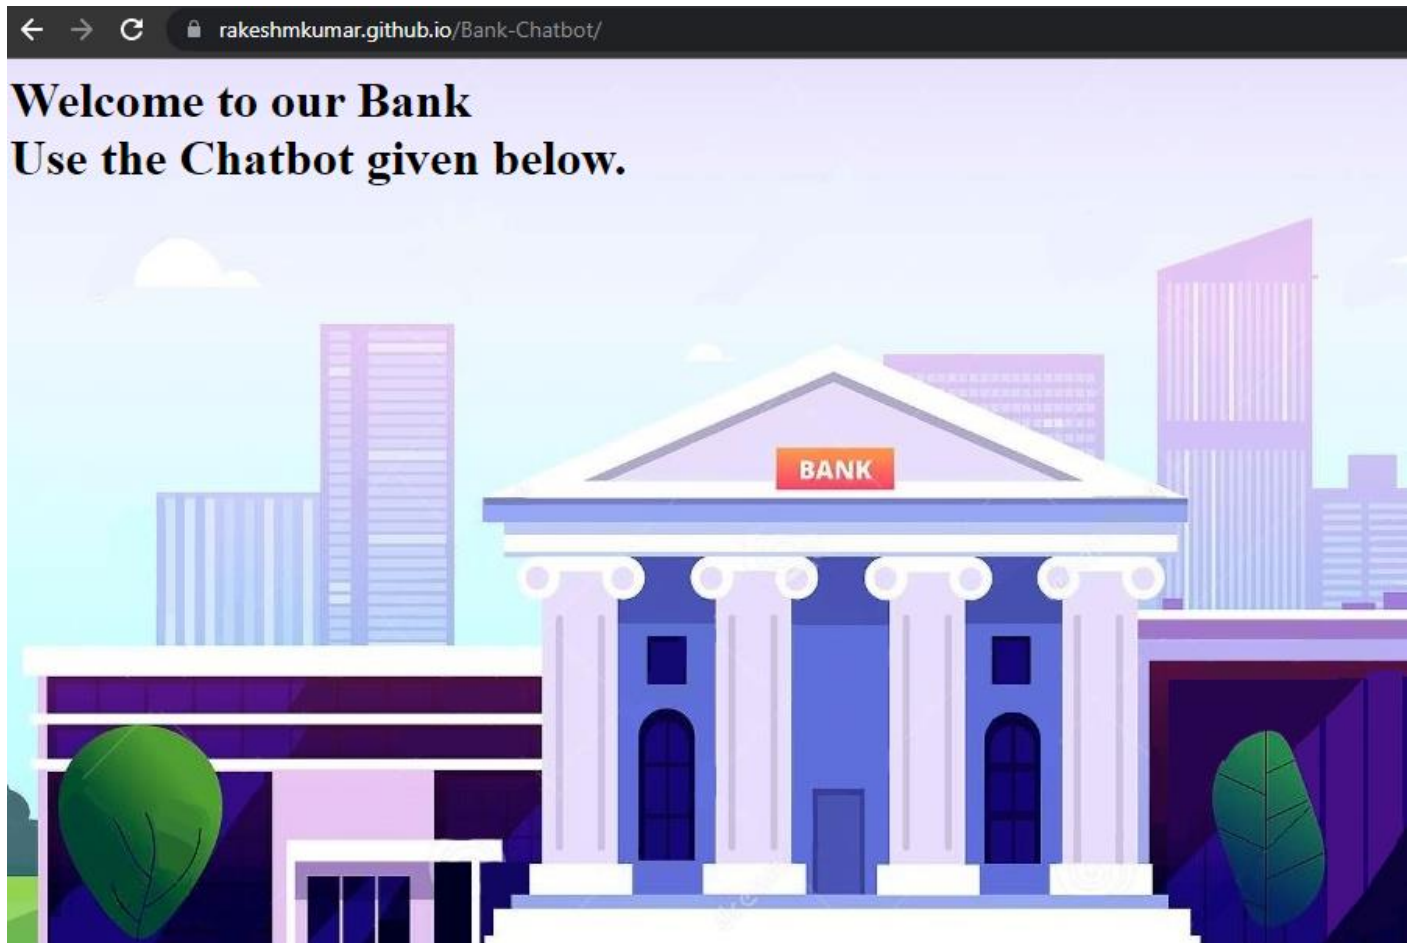 rakeshmkumar.github.io/Bank-Chatbot/
Welcome to our Bank
Use the Chatbot given below.
BANK